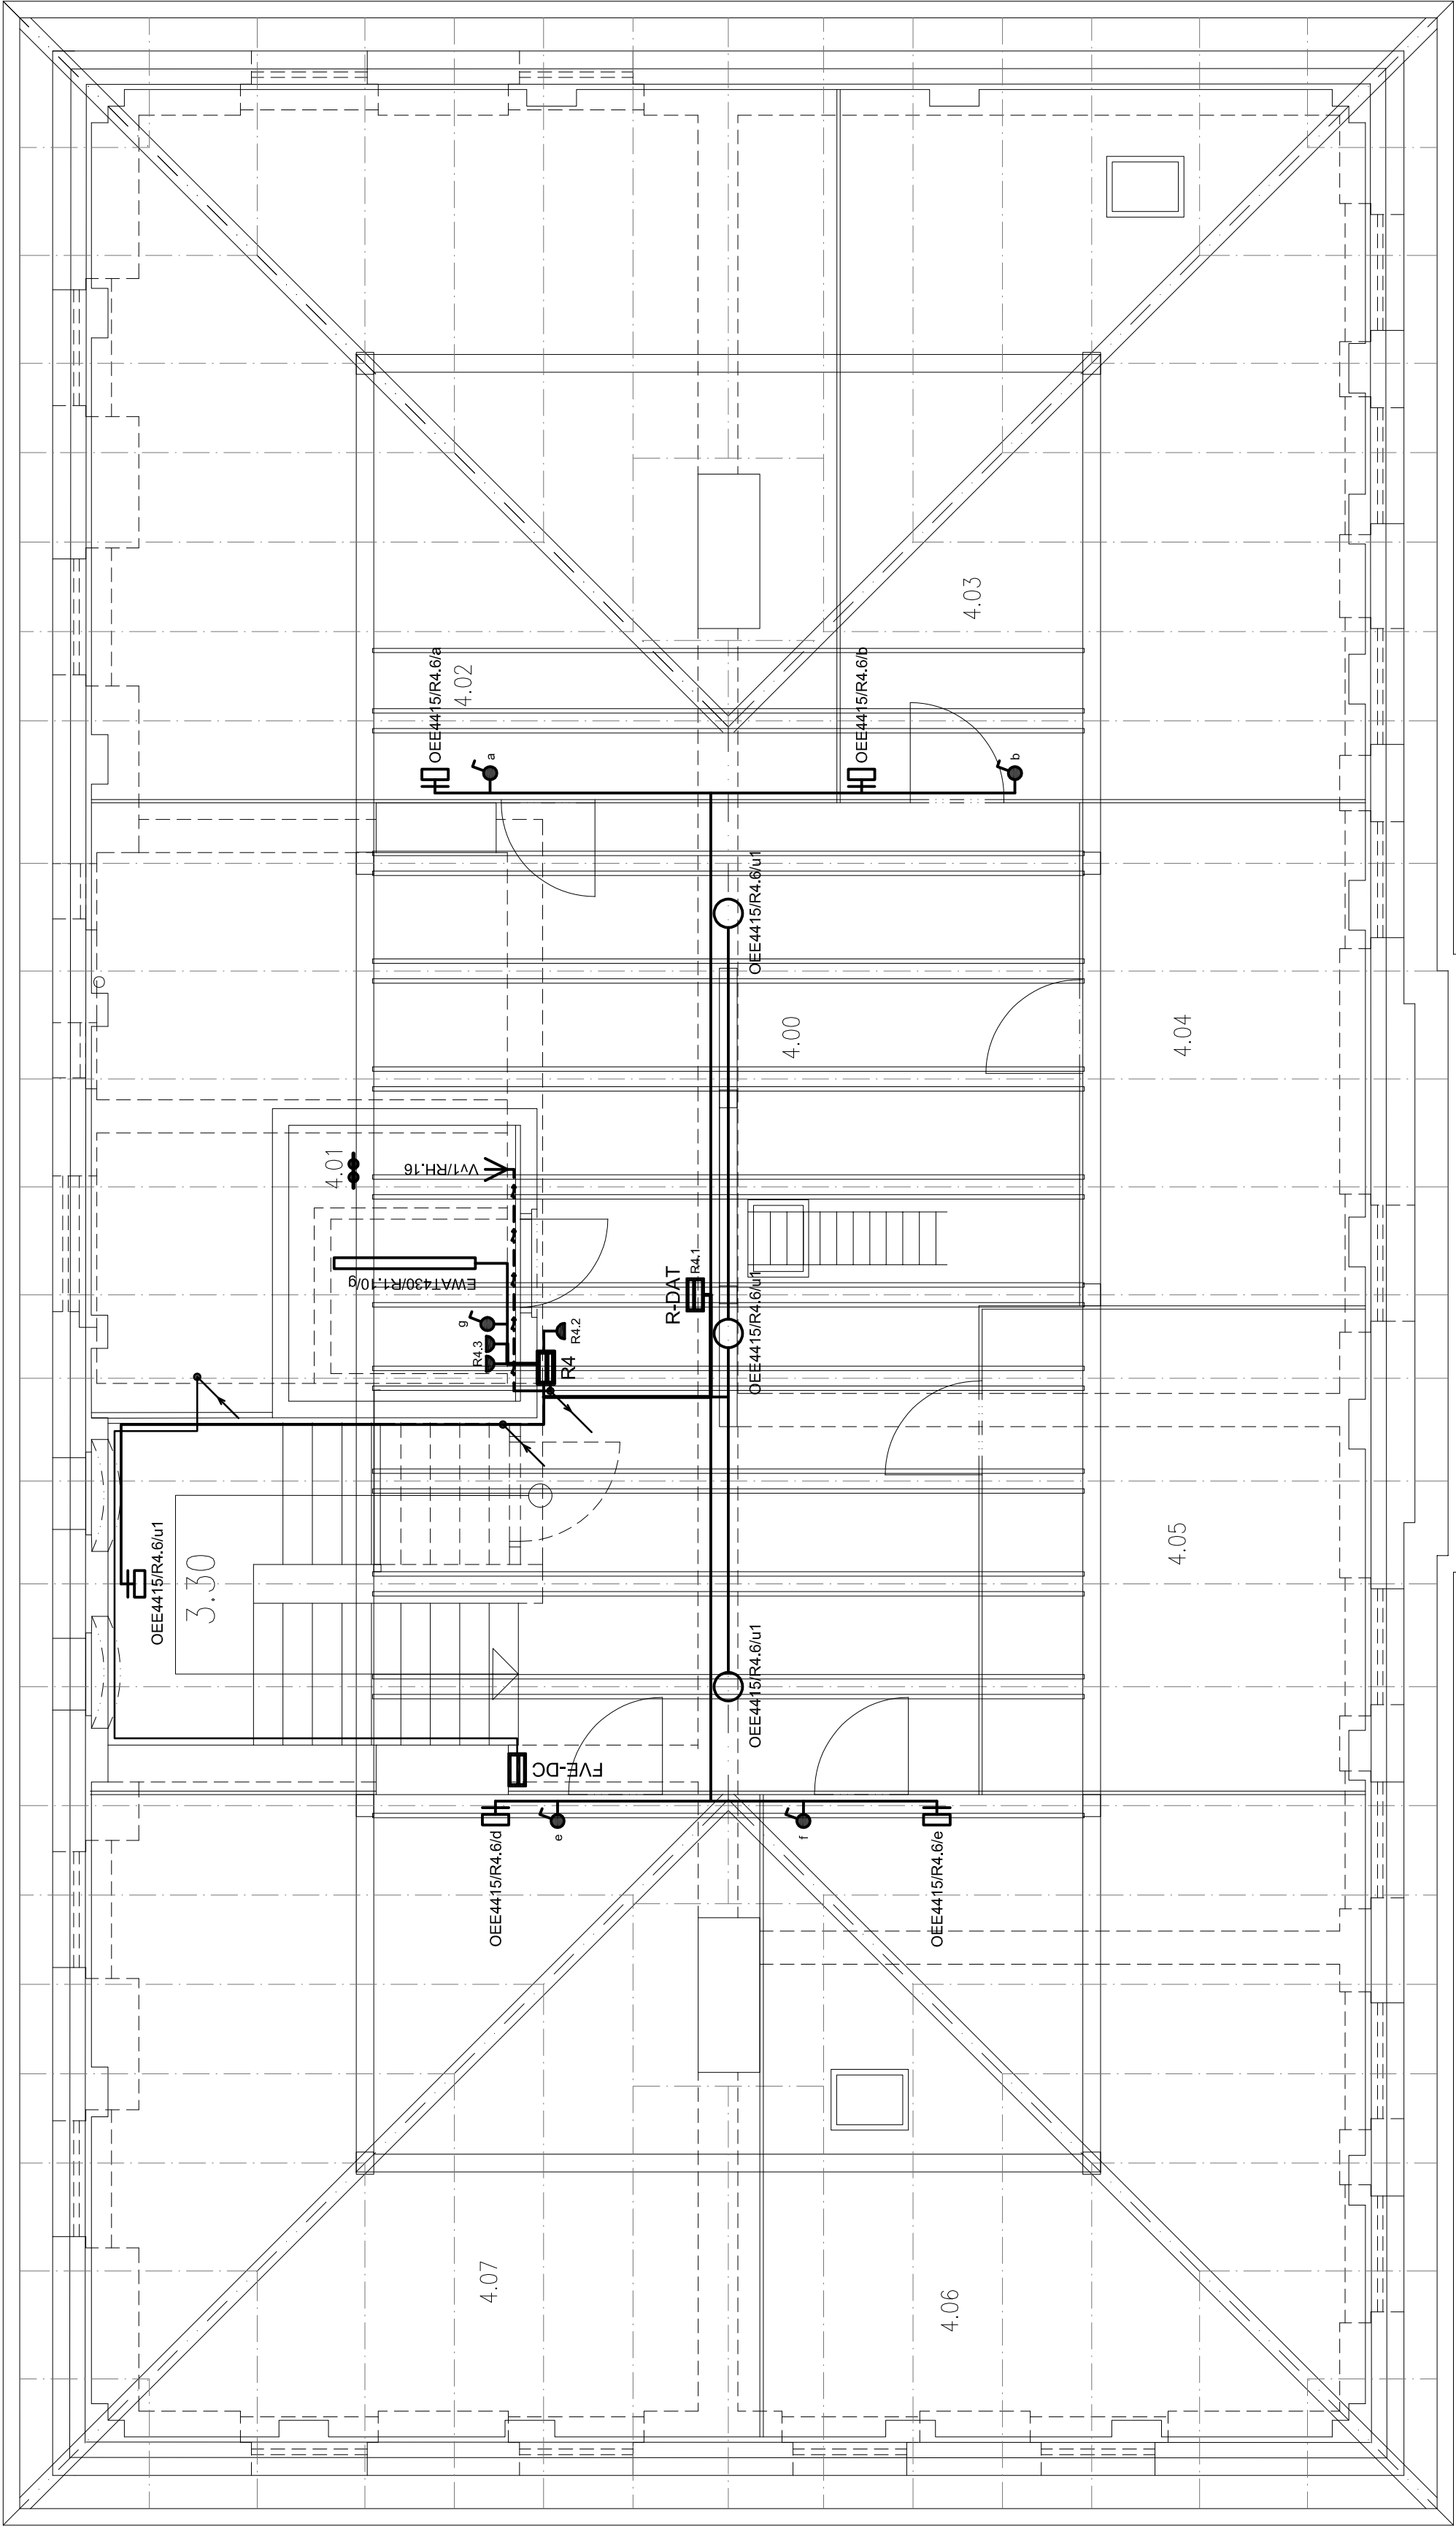 4.03
OEE4415/R4.6/a
4.02
OEE4415/R4.6/b
a
b
OEE4415/R4.6/u1
4.00
4.04
4.01
Vv1/RH.16
EWAT430/R1.10/g
R-DAT
R4.1
g
R4.3
R4.2
R4
OEE4415/R4.6/u1
OEE4415/R4.6/u1
3.30
4.05
OEE4415/R4.6/u1
FVE-DC
OEE4415/R4.6/d
e
f
OEE4415/R4.6/e
4.07
4.06